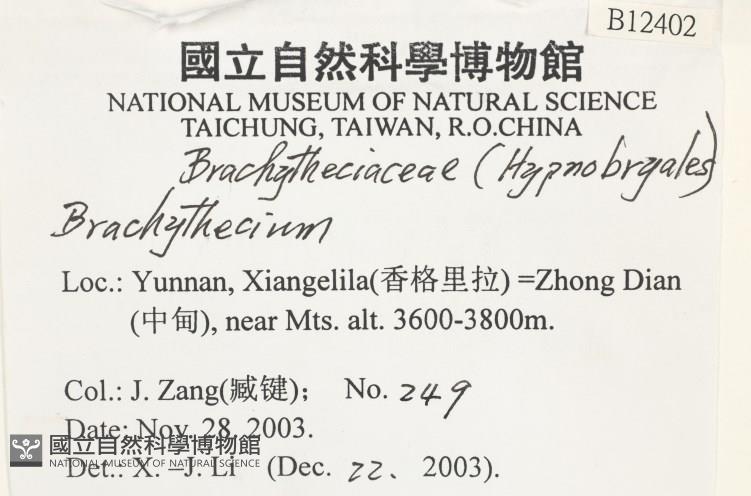 B12402
國立自然科學博物館
NATIONAL MUSEUM OF NATURAL SCIENCE
TAICHUNG, TAIWAN, R.O.CHINA
Brachytheciaceae (Hypnobryales)
Brachythecium
Loc.: Yunnan, Xiangelila(香格里拉) =Zhong Dian
(中甸), near Mts. alt. 3600-3800m.
Col.: J. Zang(臧键); No. 249
Date: Nov. 28, 2003.
國立自然科學博物館
NATIONAL MUSEUM OF NATURAL SCIENCE
Det.: X. –J. Li (Dec. 22、 2003).